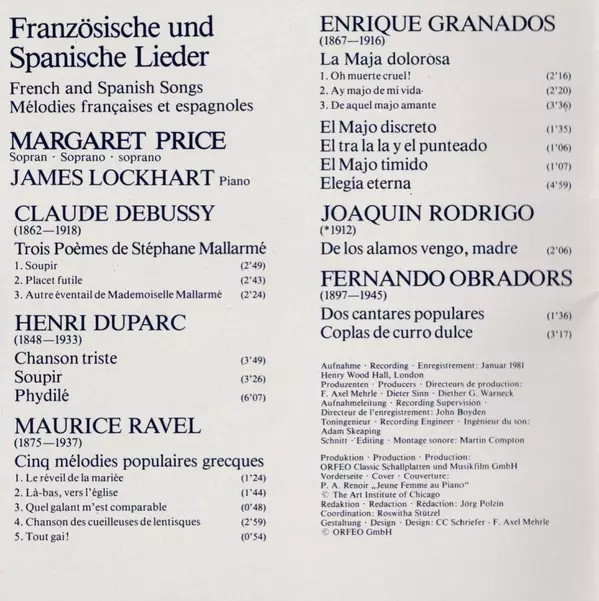 Französische und
Spanische Lieder
French and Spanish Songs
Mélodies françaises et espagnoles
MARGARET PRICE
Sopran · Soprano · soprano
JAMES LOCKHART Piano
CLAUDE DEBUSSY
(1862—1918)
Trois Poèmes de Stéphane Mallarmé
1. Soupir (2'49)
2. Placet futile (2'43)
3. Autre éventail de Mademoiselle Mallarmé (2'24)
HENRI DUPARC
(1848—1933)
Chanson triste (3'49)
Soupir (3'26)
Phydilé (6'07)
MAURICE RAVEL
(1875—1937)
Cinq mélodies populaires grecques
1. Le réveil de la mariée (1'24)
2. Là-bas, vers l'église (1'44)
3. Quel galant m'est comparable (0'48)
4. Chanson des cueilleuses de lentisques (2'59)
5. Tout gai! (0'54)
ENRIQUE GRANADOS
(1867—1916)
La Maja dolorosa
1. Oh muerte cruel! (2'16)
2. Ay majo de mi vida (2'20)
3. De aquel majo amante (3'36)
El Majo discreto (1'35)
El tra la la y el punteado (1'06)
El Majo timido (1'07)
Elegía eterna (4'59)
JOAQUIN RODRIGO
(*1912)
De los alamos vengo, madre (2'06)
FERNANDO OBRADORS
(1897—1945)
Dos cantares populares (1'36)
Coplas de curro dulce (3'17)
Aufnahme · Recording · Enregistrement: Januar 1981
Henry Wood Hall, London
Produzenten · Producers · Directeurs de production:
F. Axel Mehrle · Dieter Sinn · Diether G. Warneck
Aufnahmeleitung · Recording Supervision ·
Directeur de l'enregistrement: John Boyden
Toningenieur · Recording Engineer · Ingénieur du son:
Adam Skeaping
Schnitt · Editing · Montage sonore: Martin Compton
Produktion · Production · Production:
ORFEO Classic Schallplatten und Musikfilm GmbH
Vorderseite · Cover · Couverture:
P. A. Renoir „Jeune Femme au Piano"
© The Art Institute of Chicago
Redaktion · Redaction · Rédaction: Jörg Polzin
Coordination: Roswitha Stützel
Gestaltung · Design · Design: CC Schriefer - F. Axel Mehrle
© ORFEO GmbH